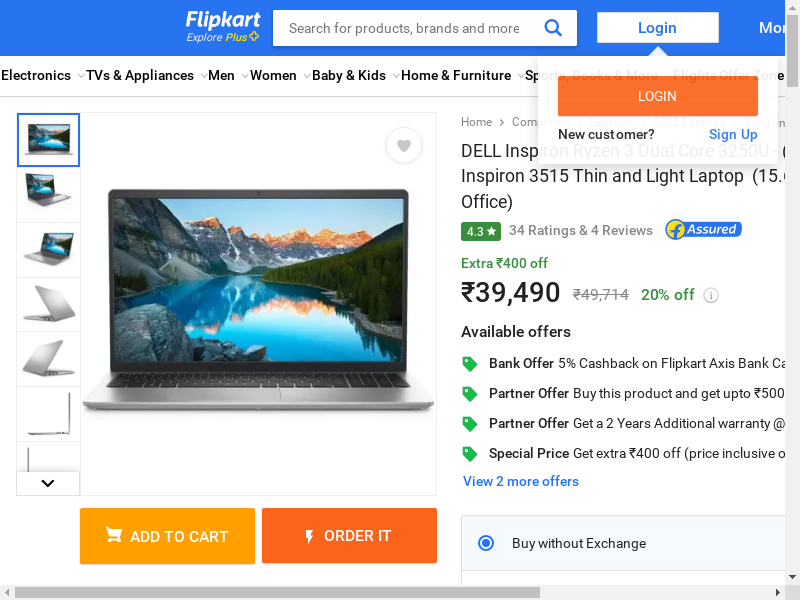 Flipkart
Explore Plus
Search for products, brands and more
Login
Electronics
TVs & Appliances
Men
Women
Baby & Kids
Home & Furniture
Sports, Books & More
Flights
Offer Zone
LOGIN
New customer?
Sign Up
Home
DELL Inspiron Ryzen 3 Dual Core 3250U - (
Inspiron 3515 Thin and Light Laptop (15.6
Office)
4.3
34 Ratings & 4 Reviews
Assured
Extra ₹400 off
₹39,490
₹49,714
20% off
Available offers
Bank Offer 5% Cashback on Flipkart Axis Bank
Partner Offer Buy this product and get upto ₹500
Partner Offer Get a 2 Years Additional warranty @
Special Price Get extra ₹400 off (price inclusive
View 2 more offers
ADD TO CART
ORDER IT
Buy without Exchange